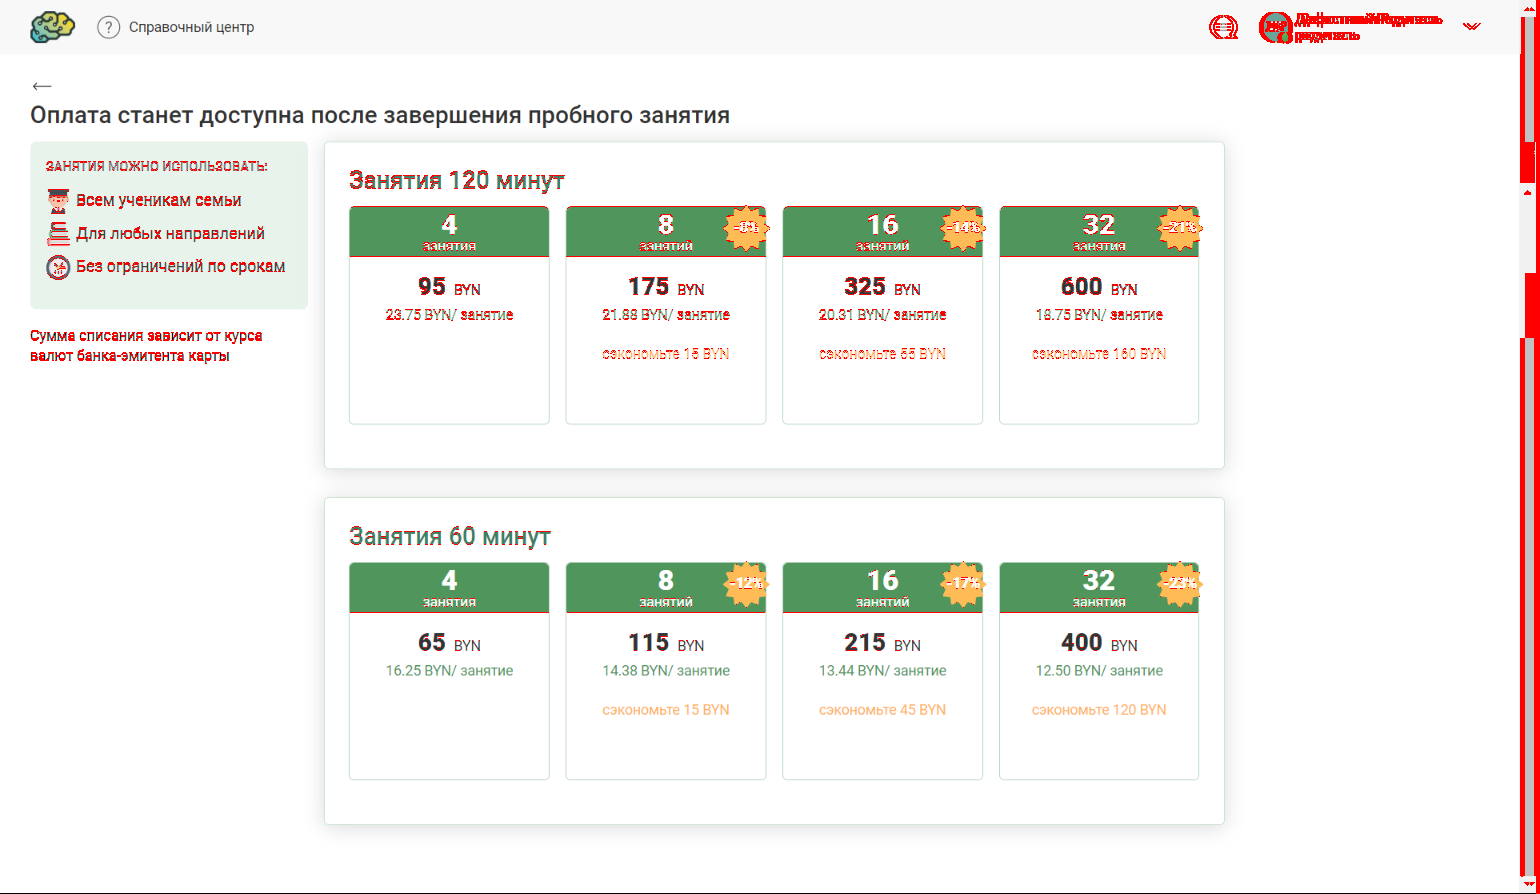 Справочный центр
Оплата станет доступна после завершения пробного занятия
ЗАНЯТИЯ МОЖНО ИСПОЛЬЗОВАТЬ:
Всем ученикам семьи
Для любых направлений
Без ограничений по срокам
Сумма списания зависит от курса
валют банка-эмитента карты
Занятия 120 минут
4
занятия
95 BYN
23.75 BYN/ занятие
8
занятий
-8%
175 BYN
21.88 BYN/ занятие
сэкономьте 15 BYN
16
занятий
-14%
325 BYN
20.31 BYN/ занятие
сэкономьте 55 BYN
32
занятия
-21%
600 BYN
18.75 BYN/ занятие
сэкономьте 160 BYN
Занятия 60 минут
4
занятия
65 BYN
16.25 BYN/ занятие
8
занятий
-12%
115 BYN
14.38 BYN/ занятие
сэкономьте 15 BYN
16
занятий
-17%
215 BYN
13.44 BYN/ занятие
сэкономьте 45 BYN
32
занятия
-23%
400 BYN
12.50 BYN/ занятие
сэкономьте 120 BYN